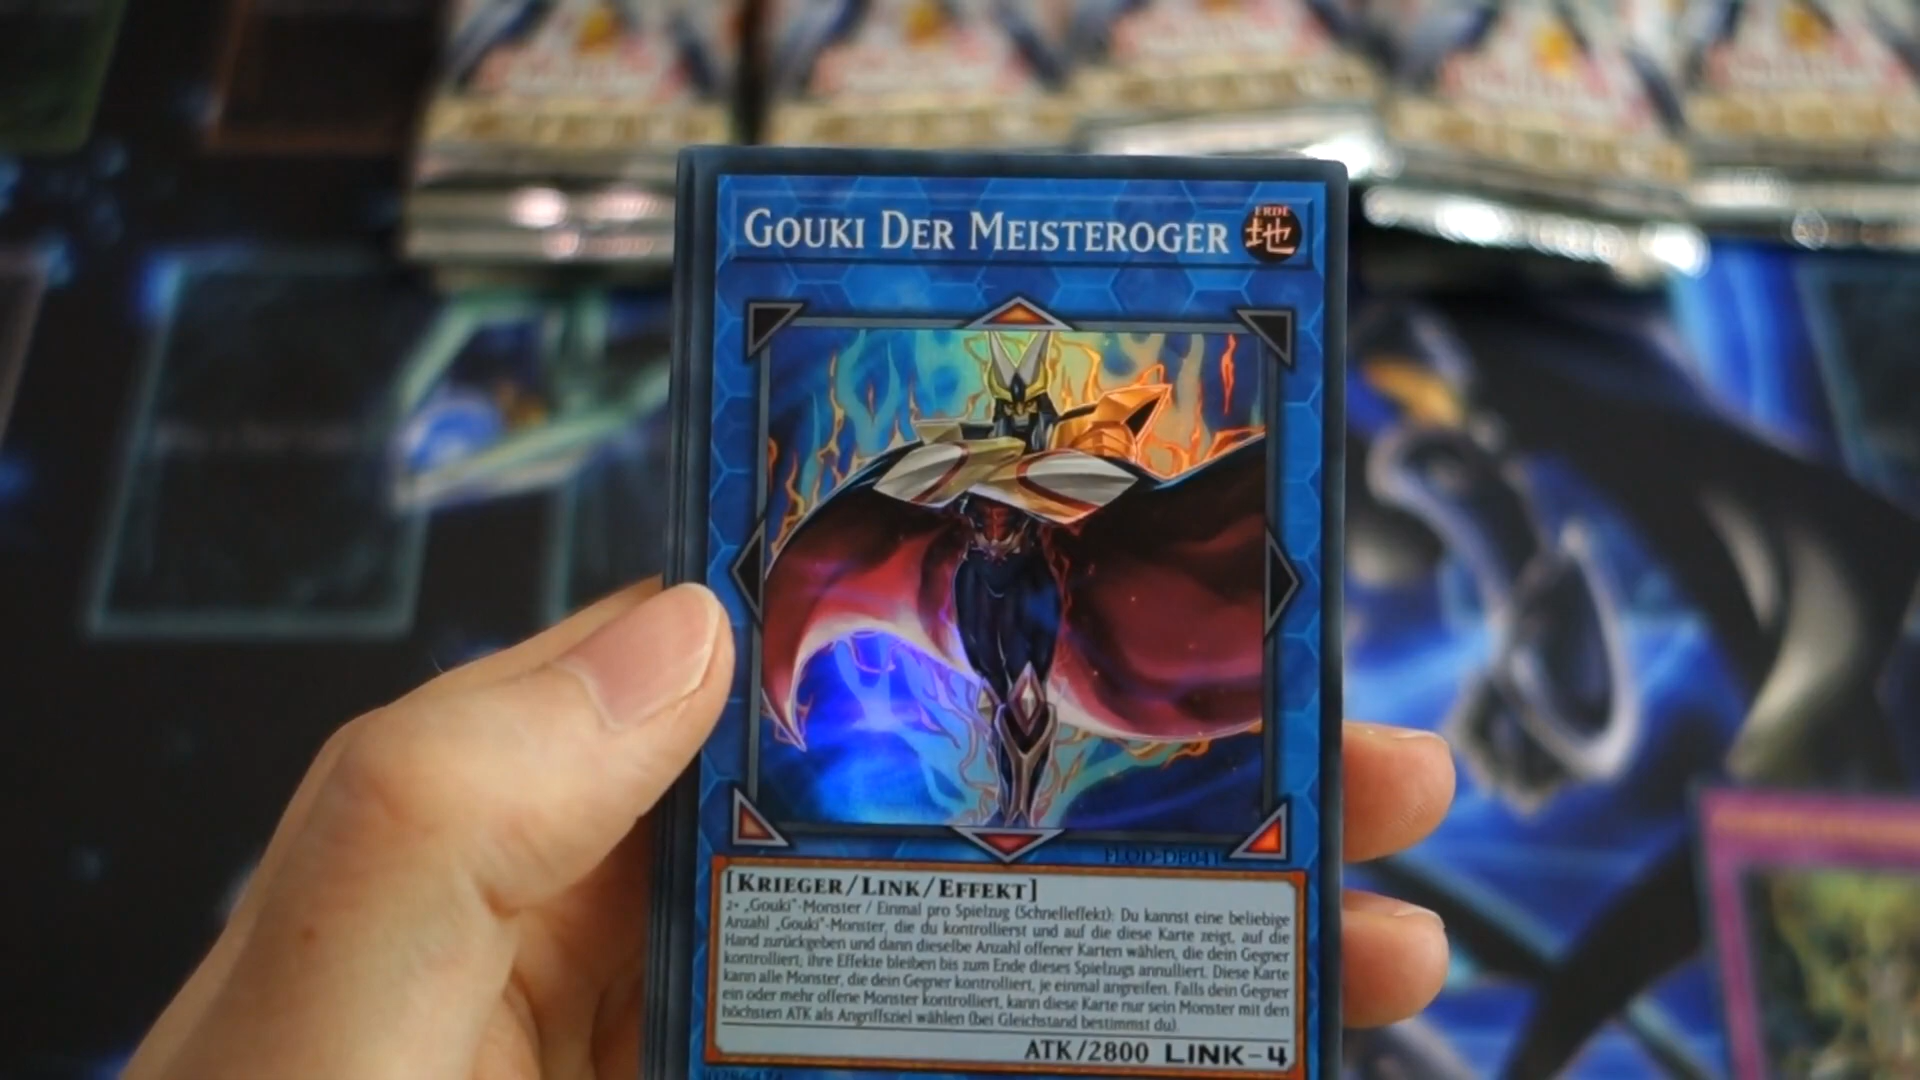 GOUKI DER MEISTEROGER
ERDE
地
FLOD-DE041
[KRIEGER/LINK/EFFEKT]
2+ „Gouki“-Monster / Einmal pro Spielzug (Schnelleffekt): Du kannst eine beliebige
Anzahl „Gouki“-Monster, die du kontrollierst und auf die diese Karte zeigt, auf die
Hand zurückgeben und dann dieselbe Anzahl offener Karten wählen, die dein Gegner
kontrolliert; ihre Effekte bleiben bis zum Ende dieses Spielzugs annulliert. Diese Karte
kann alle Monster, die dein Gegner kontrolliert, je einmal angreifen. Falls dein Gegner
ein oder mehr offene Monster kontrolliert, kann diese Karte nur sein Monster mit den
höchsten ATK als Angriffsziel wählen (bei Gleichstand bestimmst du).
ATK/2800 LINK-4